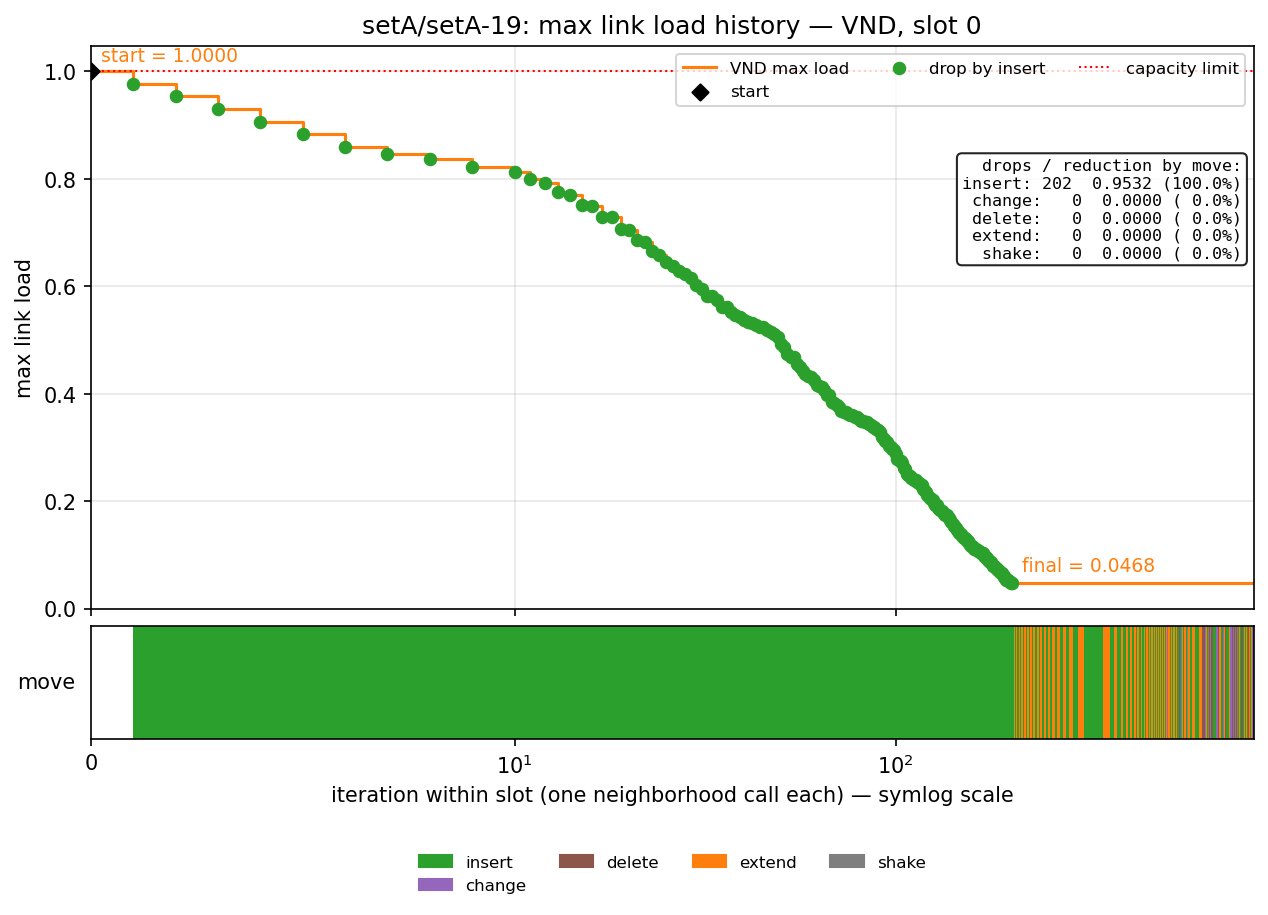 setA/setA-19: max link load history — VND, slot 0
start = 1.0000
VND max load
drop by insert
capacity limit
start
drops / reduction by move:
insert: 202 0.9532 (100.0%)
change: 0 0.0000 ( 0.0%)
delete: 0 0.0000 ( 0.0%)
extend: 0 0.0000 ( 0.0%)
shake: 0 0.0000 ( 0.0%)
max link load
1.0
0.8
0.6
0.4
0.2
0.0
final = 0.0468
move
0
10¹
10²
iteration within slot (one neighborhood call each) — symlog scale
insert
delete
extend
shake
change